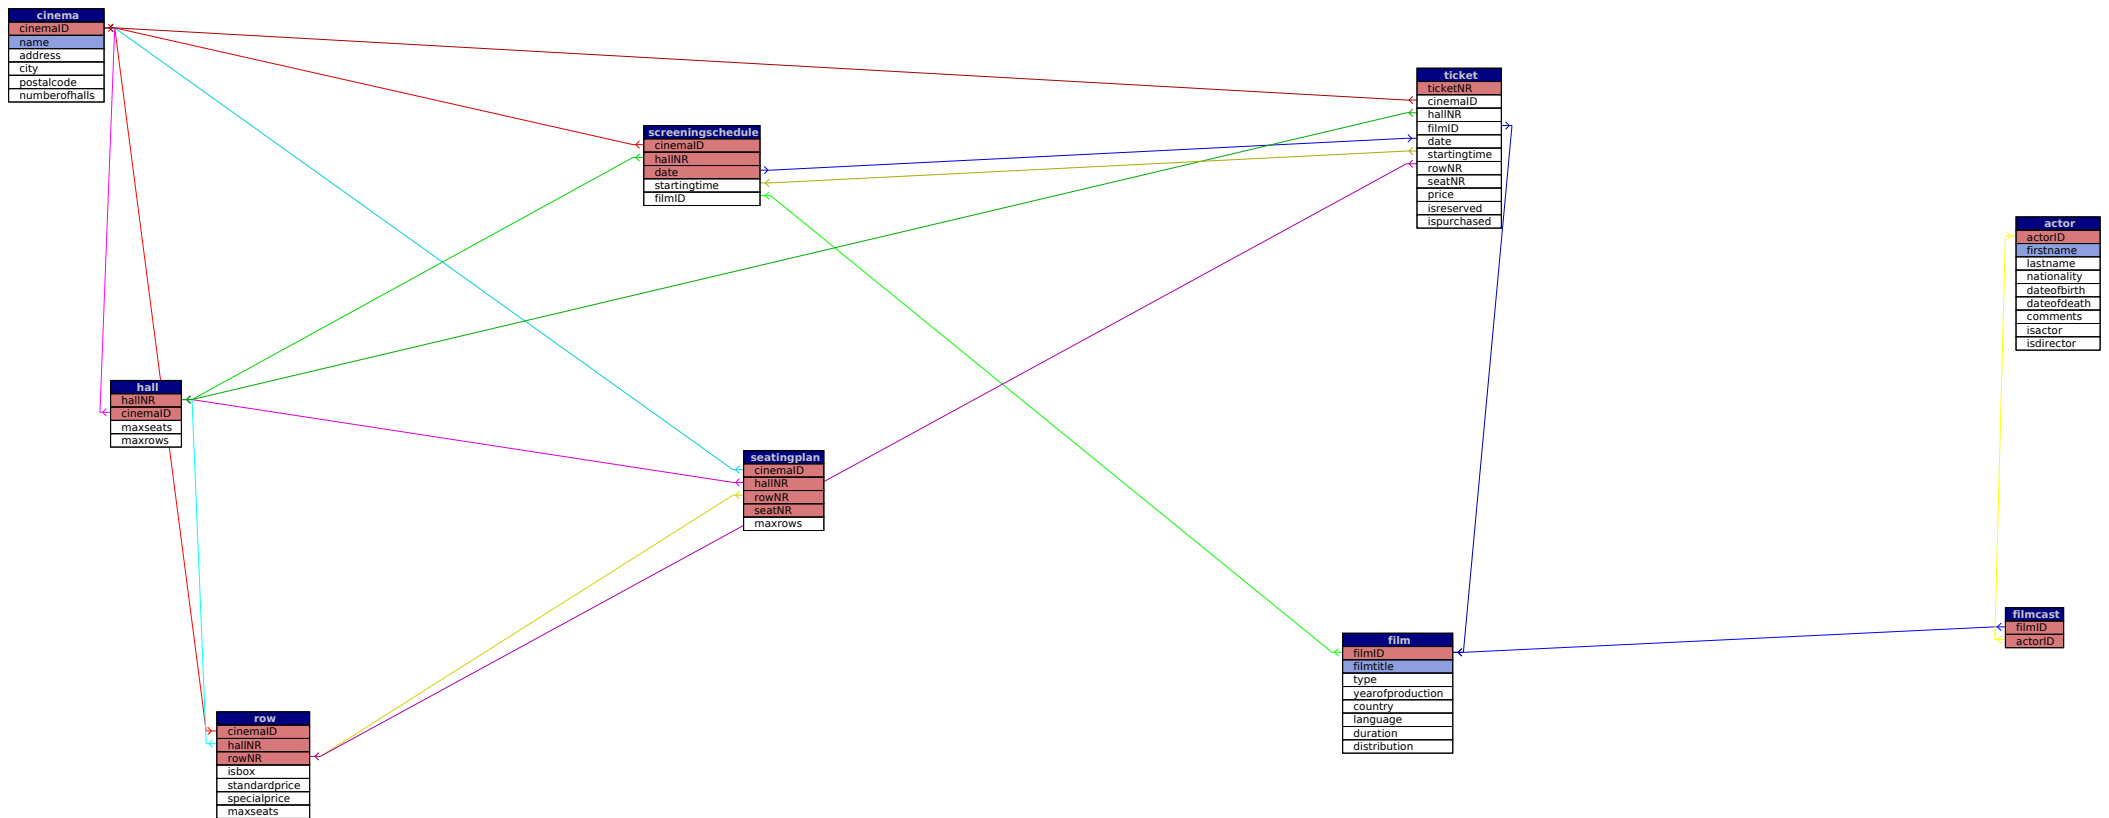 cinema
cinemaID
name
address
city
postalcode
numberofhalls
ticket
ticketNR
cinemaID
hallNR
filmID
date
startingtime
rowNR
seatNR
price
isreserved
ispurchased
screeningschedule
cinemaID
hallNR
date
startingtime
filmID
actor
actorID
firstname
lastname
nationality
dateofbirth
dateofdeath
comments
isactor
isdirector
hall
hallNR
cinemaID
maxseats
maxrows
seatingplan
cinemaID
hallNR
rowNR
seatNR
maxrows
filmcast
filmID
actorID
film
filmID
filmtitle
type
yearofproduction
country
language
duration
distribution
row
cinemaID
hallNR
rowNR
isbox
standardprice
specialprice
maxseats